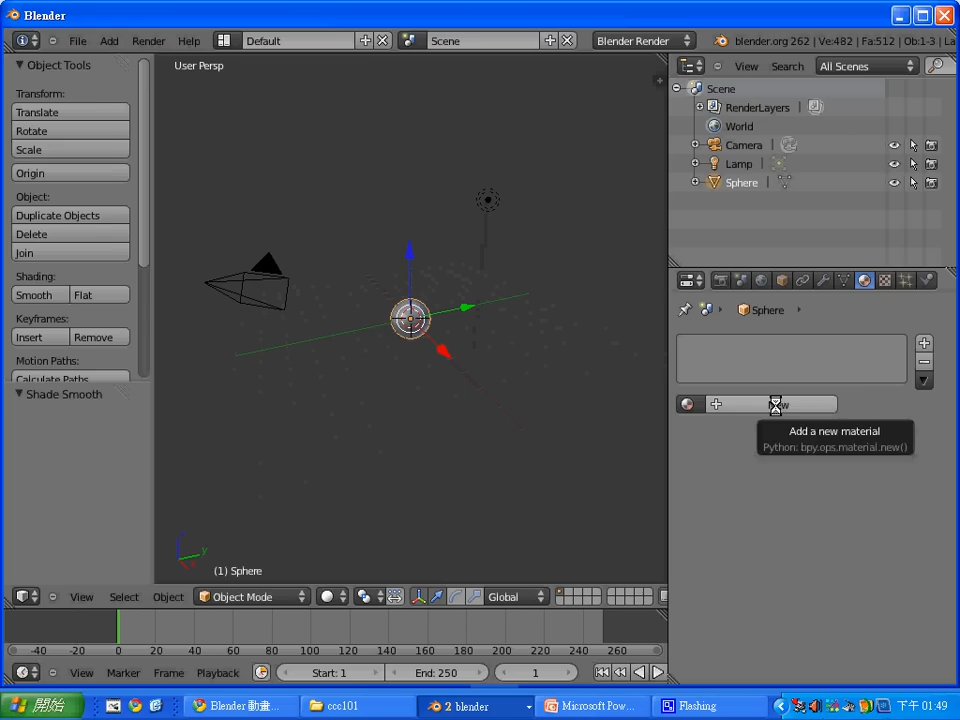 Blender
File Add Render Help Default Scene Blender Render blender.org 262 | Ve:482 | Fa:512 | Ob:1-3 | La
Object Tools
Transform:
Translate
Rotate
Scale
Origin
Object:
Duplicate Objects
Delete
Join
Shading:
Smooth Flat
Keyframes:
Insert Remove
Motion Paths:
Calculate Paths
Shade Smooth
User Persp
y
(1) Sphere
View Search All Scenes
Scene
RenderLayers |
World
Camera |
Lamp |
Sphere |
Sphere
Add a new material
Python: bpy.ops.material.new()
View Select Object Object Mode Global
-40 -20 0 20 40 60 80 100 120 140 160 180 200 220 240 260
View Marker Frame Playback Start: 1 End: 250 1
開始 Blender 動畫... ccc101 2 blender Microsoft Pow... Flashing 下午 01:49